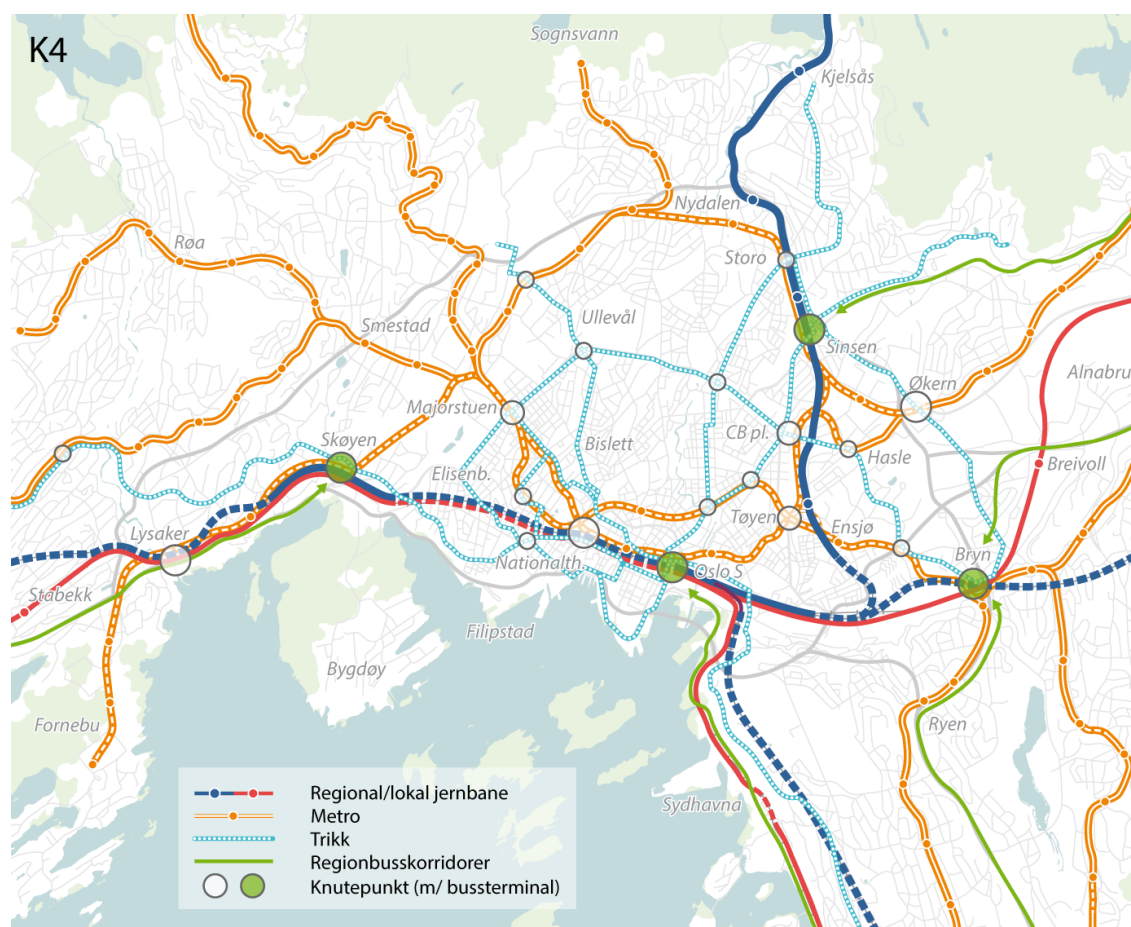 K4
Sognsvann
Kjelsås
Nydalen
Røa
Storo
Ullevål
Smestad
Sinsen
Økern
Alnabru
Majorstuen
CB pl.
Bislett
Skøyen
Hasle
Elisenb.
Breivoll
Tøyen
Ensjø
Lysaker
Bryn
Nationalth.
Oslo S
Stabekk
Filipstad
Bygdøy
Fornebu
Ryen
Sydhavna
Regional/lokal jernbane
Metro
Trikk
Regionbusskorridorer
Knutepunkt (m/ bussterminal)